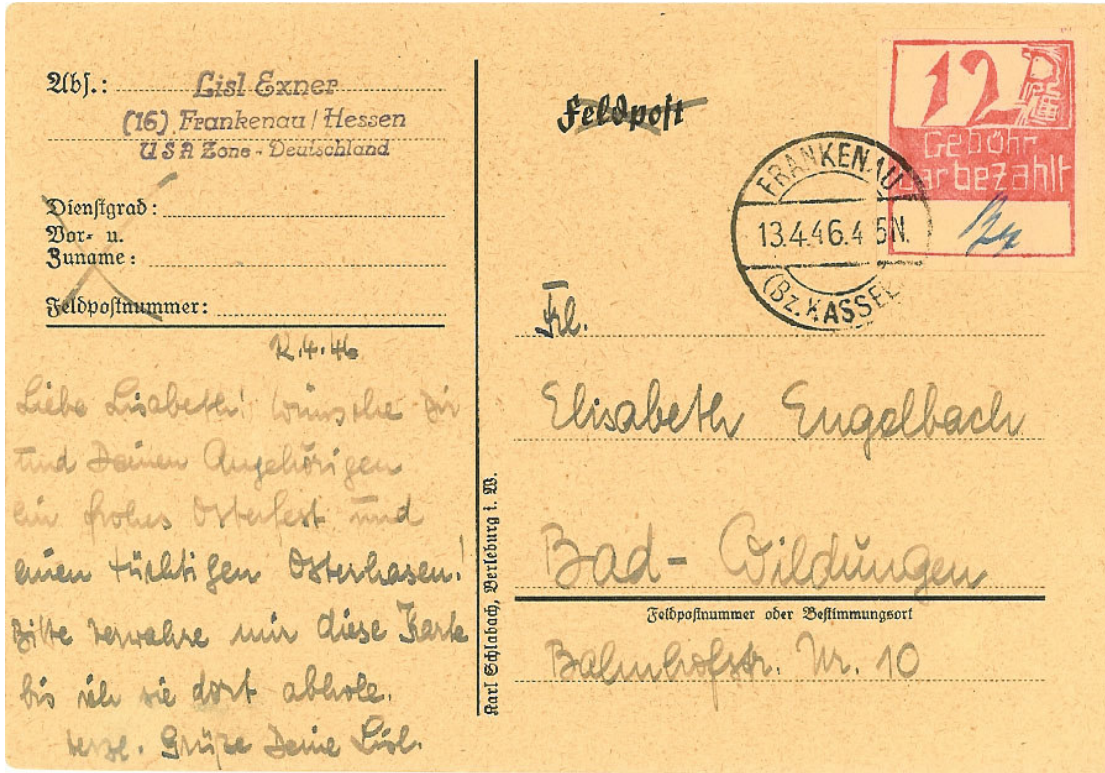 Abs.: Lisl Exner
(16) Frankenau / Hessen
USA Zone - Deutschland
Dienstgrad:
Vor- u.
Zuname:
Feldpostnummer:
12.4.46
Liebe Lisabeth! Wünsche Dir
und Deinen Angehörigen
ein frohes Osterfest und
einen tüchtigen Osterhasen!
Bitte verwahre mir diese Karte
bis ich sie dort abhole.
Herzl. Grüße Deine Lisl.
Karl Schlabach, Berleburg i. W.
Feldpost
12
Gebühr
bar bezahlt
FRANKENAU
13.4.46.4-5N.
(Bz. KASSEL)
Frl.
Elisabeth Engelbach
Bad-Wildungen
Feldpostnummer oder Bestimmungsort
Bahnhofstr. Nr. 10